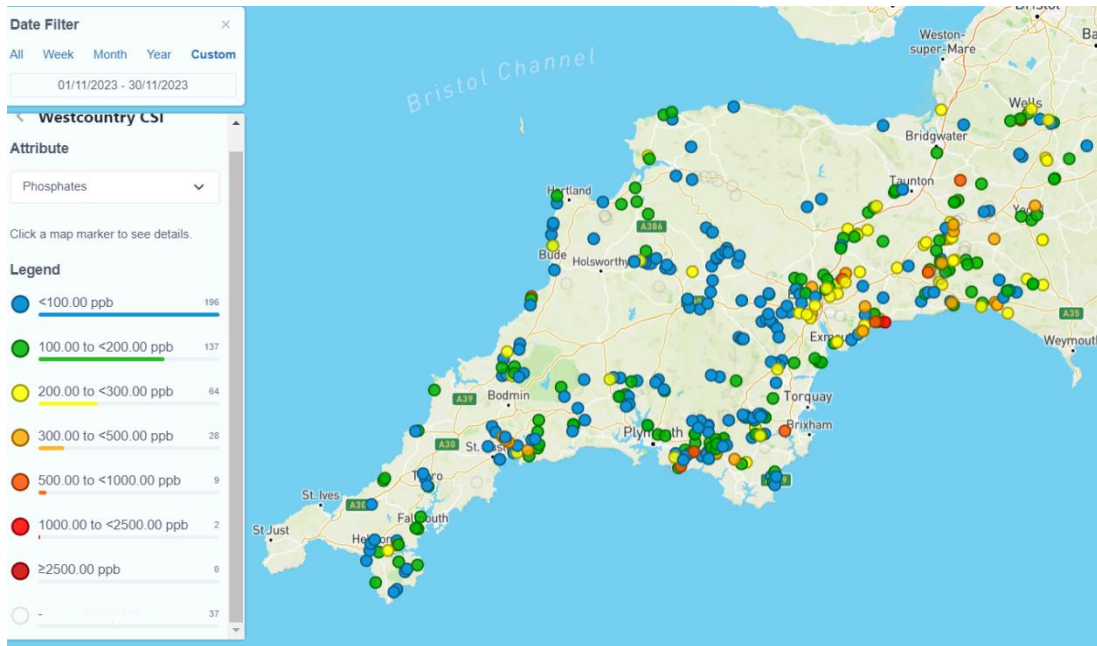 Date Filter ×
All Week Month Year Custom
01/11/2023 - 30/11/2023
Westcountry CSI
Attribute
Phosphates
Click a map marker to see details.
Legend
<100.00 ppb 196
100.00 to <200.00 ppb 137
200.00 to <300.00 ppb 64
300.00 to <500.00 ppb 28
500.00 to <1000.00 ppb 9
1000.00 to <2500.00 ppb 2
≥2500.00 ppb 0
- 37
Bristol Channel
Bristol
Weston-
super-Mare
Ba
Wells
Bridgwater
Taunton
Hartland
A386
Bude
Holsworthy
A35
Weymouth
Bodmin
A39
Torquay
Brixham
Plymouth
A30
St.
Truro
St. Ives
A30
Falmouth
St Just